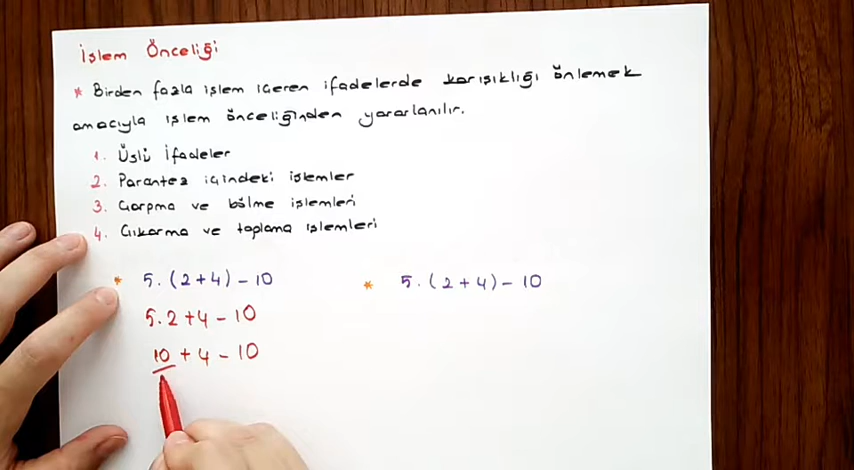 İşlem Önceliği
* Birden fazla işlem içeren ifadelerde karışıklığı önlemek
amacıyla işlem önceliğinden yararlanılır.
1. Üslü İfadeler
2. Parantez içindeki işlemler
3. Çarpma ve bölme işlemleri
4. Çıkarma ve toplama işlemleri
* 5.(2+4)-10
5.2+4-10
10+4-10
* 5.(2+4)-10